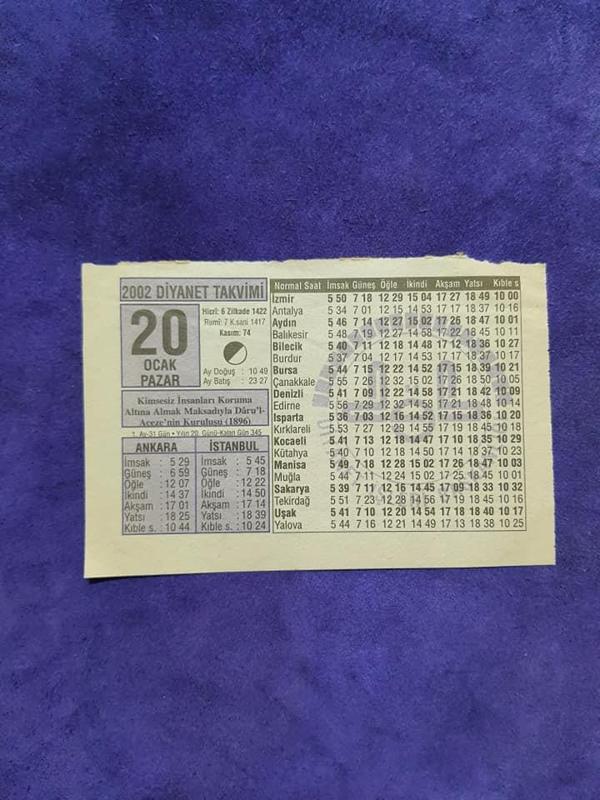 2002 DİYANET TAKVİMİ
20
OCAK
PAZAR
Hicrî: 6 Zilkade 1422
Rumî: 7 K.sani 1417
Kasım: 74
Ay Doğuş : 10 49
Ay Batış : 23 27
Kimsesiz İnsanları Koruma
Altına Almak Maksadıyla Dâru'l-
Aceze'nin Kuruluşu (1896)
1. Ay-31 Gün • Yılın 20. Günü-Kalan Gün 345
ANKARA
İmsak : 5 29
Güneş : 6 59
Öğle : 12 07
İkindi : 14 37
Akşam : 17 01
Yatsı : 18 25
Kıble s. : 10 44
İSTANBUL
İmsak : 5 45
Güneş : 7 18
Öğle : 12 22
İkindi : 14 50
Akşam : 17 14
Yatsı : 18 39
Kıble s. : 10 24
Normal Saat İmsak Güneş Öğle İkindi Akşam Yatsı Kıble s.
İzmir 5 50 7 18 12 29 15 04 17 27 18 49 10 00
Antalya 5 34 7 01 12 15 14 53 17 17 18 37 10 16
Aydın 5 46 7 14 12 27 15 02 17 26 18 47 10 01
Balıkesir 5 48 7 19 12 27 14 58 17 22 18 45 10 11
Bilecik 5 40 7 11 12 18 14 48 17 12 18 36 10 27
Burdur 5 37 7 04 12 17 14 53 17 17 18 38
Bursa 5 44 7 15 12 22 14 52 17 15 18 39 10 21
Çanakkale 5 55 7 26 12 32 15 02 17 26 18 50 10 05
Denizli 5 41 7 09 12 22 14 58 17 21 18 42 10 09
Edirne 5 56 7 29 12 32 14 58 17 21 18 48 10 14
Isparta 5 36 7 03 12 16 14 52 17 15 18 36 10 20
Kırklareli 5 53 7 27 12 29 14 55 17 19 18 45 10 18
Kocaeli 5 41 7 13 12 18 14 47 17 10 18 35 10 29
Kütahya 5 40 7 10 12 18 14 50 17 14 18 37 10 23
Manisa 5 49 7 18 12 28 15 02 17 26 18 47 10 03
Muğla 5 44 7 11 12 24 15 02 17 25 18 45 10 01
Sakarya 5 39 7 11 12 16 14 45 17 09 18 33 10 32
Tekirdağ 5 51 7 23 12 28 14 56 17 19 18 45 10 16
Uşak 5 41 7 10 12 20 14 54 17 18 18 40 10 17
Yalova 5 44 7 16 12 21 14 49 17 13 18 38 10 25